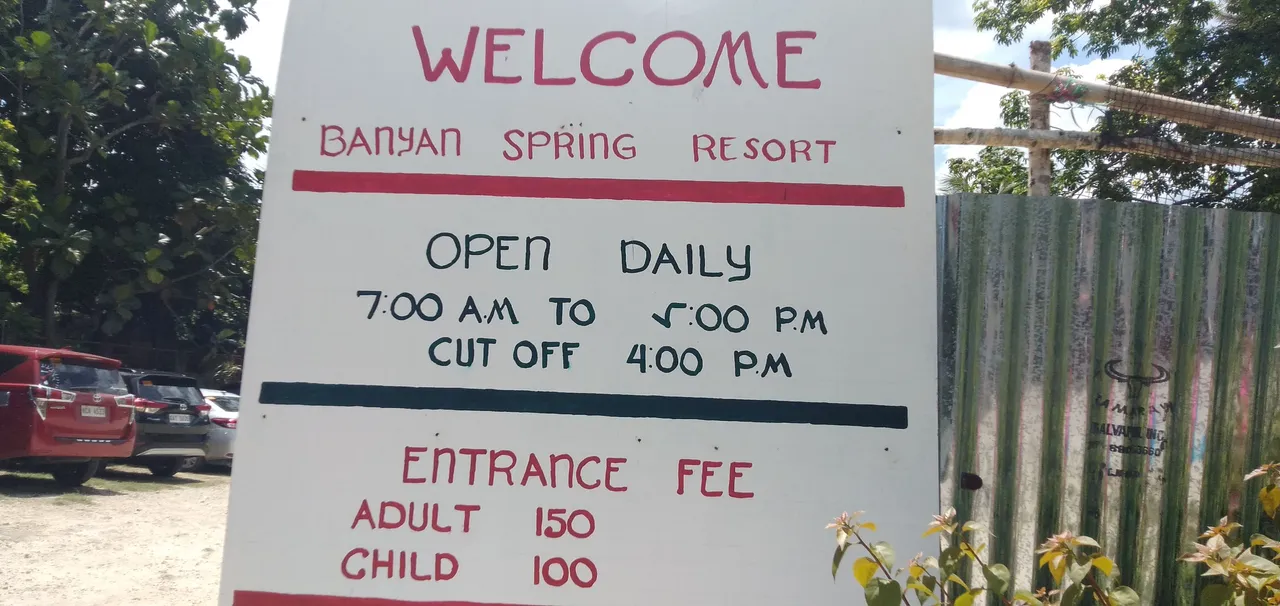 WELCOME
BANYAN SPRING RESORT
OPEN DAILY
7:00 A.M TO 5:00 P.M
CUT OFF 4:00 P.M
ENTRANCE FEE
ADULT 150
CHILD 100